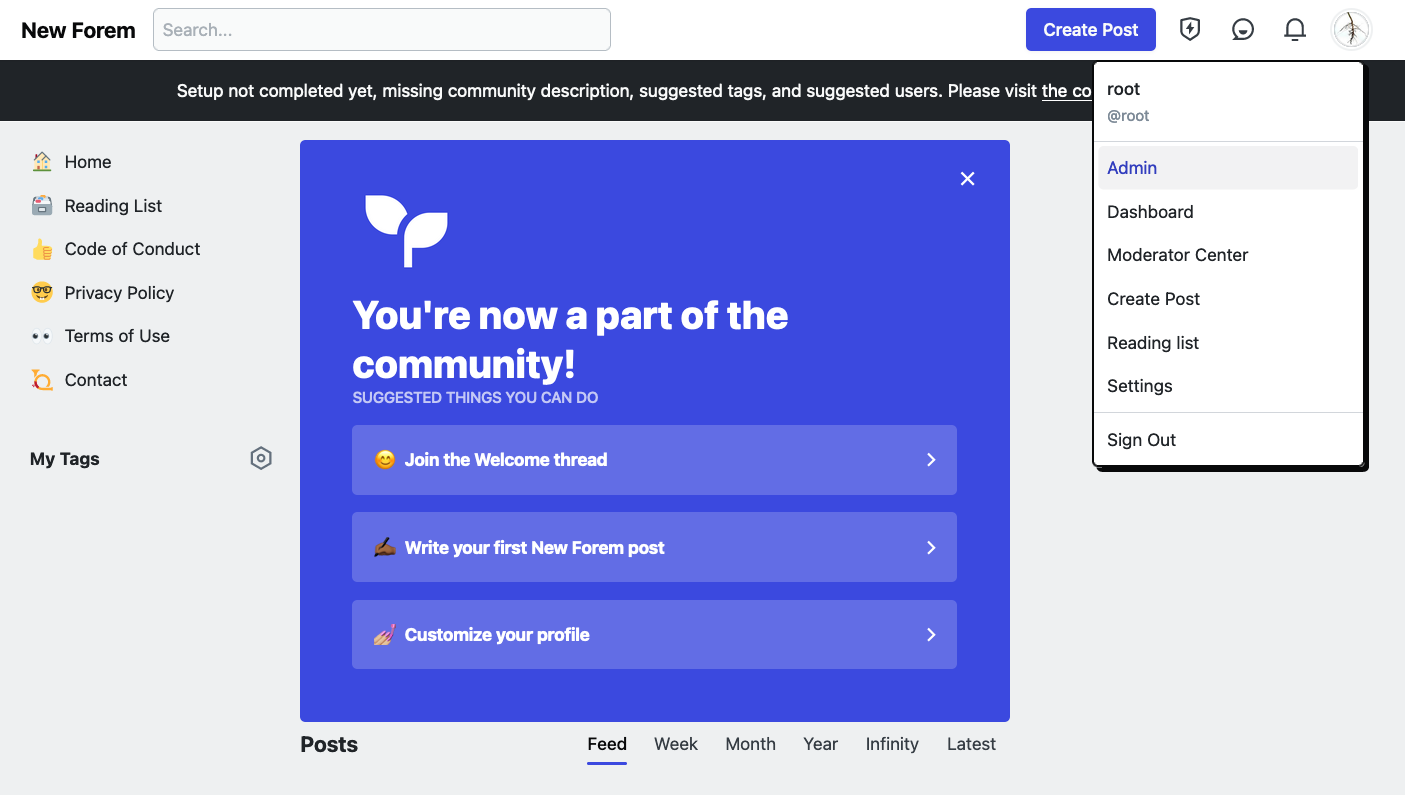 New Forem
Search...
Create Post
Setup not completed yet, missing community description, suggested tags, and suggested users. Please visit the co
root
@root
Admin
Dashboard
Moderator Center
Create Post
Reading list
Settings
Sign Out
Home
Reading List
Code of Conduct
Privacy Policy
Terms of Use
Contact
My Tags
You're now a part of the
community!
SUGGESTED THINGS YOU CAN DO
Join the Welcome thread
Write your first New Forem post
Customize your profile
Posts
Feed Week Month Year Infinity Latest